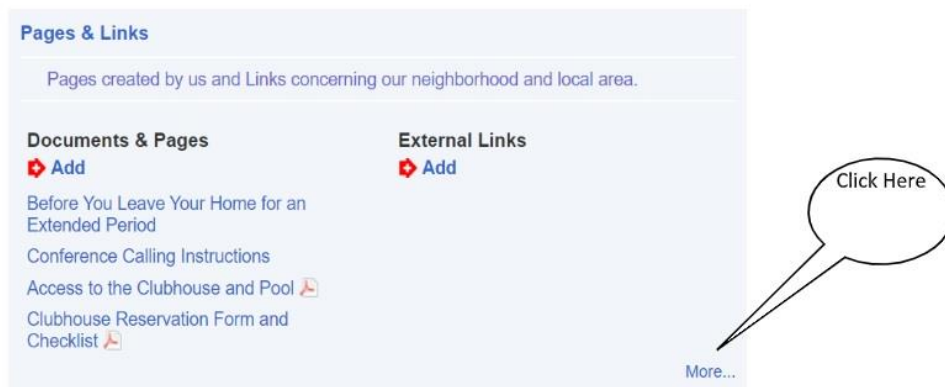 Pages & Links
Pages created by us and Links concerning our neighborhood and local area.
Documents & Pages
Add
Before You Leave Your Home for an
Extended Period
Conference Calling Instructions
Access to the Clubhouse and Pool
Clubhouse Reservation Form and
Checklist
External Links
Add
Click Here
More...